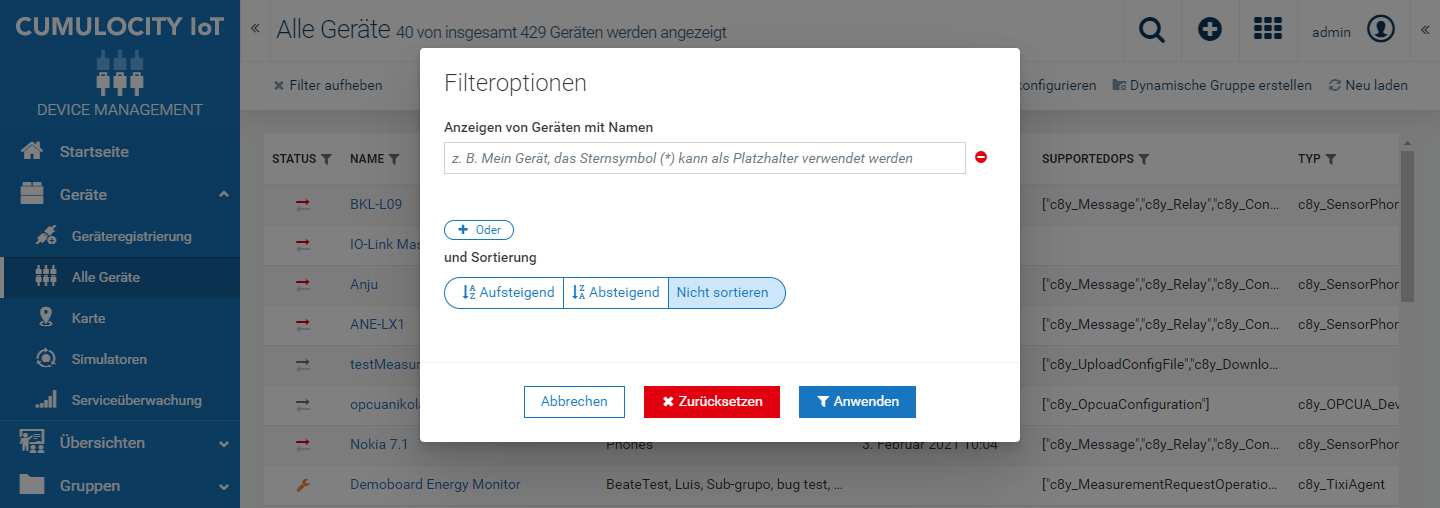 CUMULOCITY IoT
DEVICE MANAGEMENT
Startseite
Geräte
Geräteregistrierung
Alle Geräte
Karte
Simulatoren
Serviceüberwachung
Übersichten
Gruppen
Alle Geräte 40 von insgesamt 429 Geräten werden angezeigt
admin
Filter aufheben
konfigurieren
Dynamische Gruppe erstellen
Neu laden
STATUS NAME SUPPORTEDOPS TYP
BKL-L09 ["c8y_Message","c8y_Relay","c8y_Con... c8y_SensorPhon
IO-Link Mas
Anju ["c8y_Message","c8y_Relay","c8y_Con... c8y_SensorPhon
ANE-LX1 ["c8y_Message","c8y_Relay","c8y_Con... c8y_SensorPhon
testMeasur ["c8y_UploadConfigFile","c8y_Downlo...
opcuanikola ["c8y_OpcuaConfiguration"] c8y_OPCUA_Dev
Nokia 7.1 Phones 3. Februar 2021 10:04 ["c8y_Message","c8y_Relay","c8y_Con... c8y_SensorPhon
Demoboard Energy Monitor BeateTest, Luis, Sub-grupo, bug test, ... ["c8y_MeasurementRequestOperatio... c8y_TixiAgent
Filteroptionen
Anzeigen von Geräten mit Namen
z. B. Mein Gerät, das Sternsymbol (*) kann als Platzhalter verwendet werden
Oder
und Sortierung
Aufsteigend Absteigend Nicht sortieren
Abbrechen Zurücksetzen Anwenden